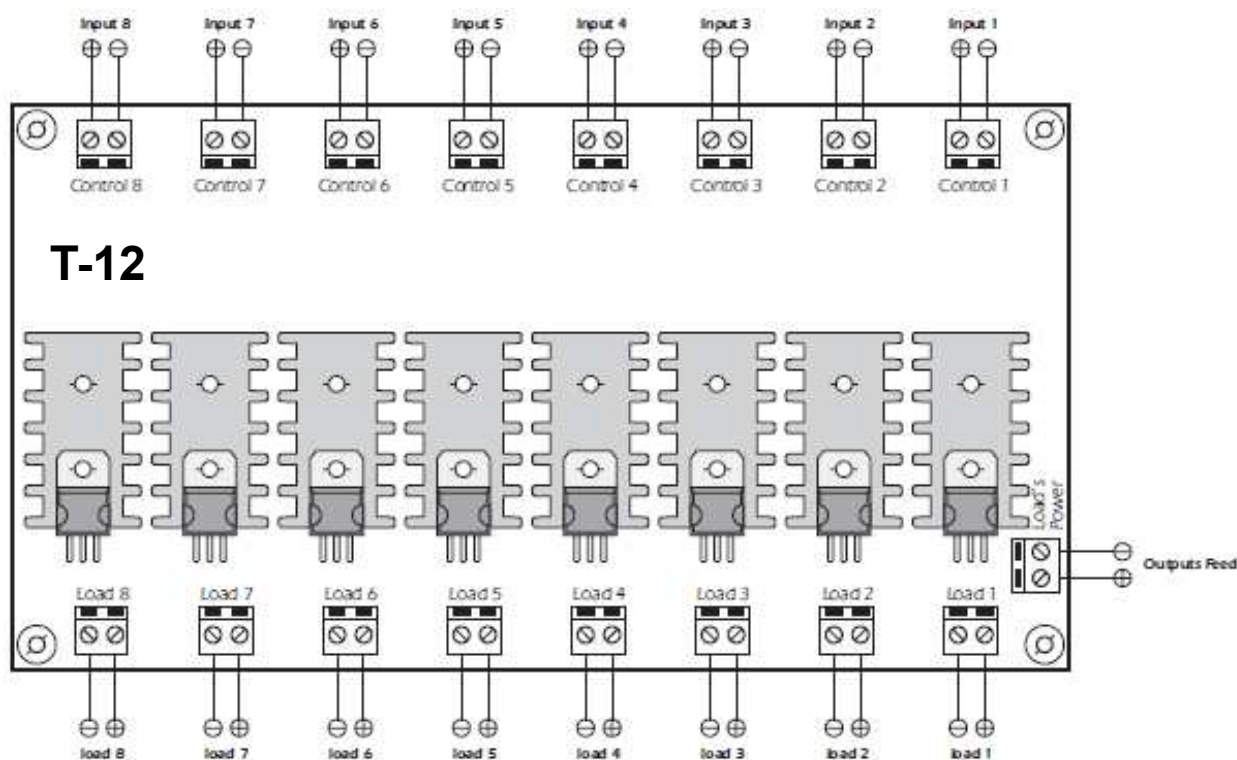 Input 8 Input 7 Input 6 Input 5 Input 4 Input 3 Input 2 Input 1
Control 8 Control 7 Control 6 Control 5 Control 4 Control 3 Control 2 Control 1
T-12
Load's
Power
Outputs Feed
Load 8 Load 7 Load 6 Load 5 Load 4 Load 3 Load 2 Load 1
load 8 load 7 load 6 load 5 load 4 load 3 load 2 load 1